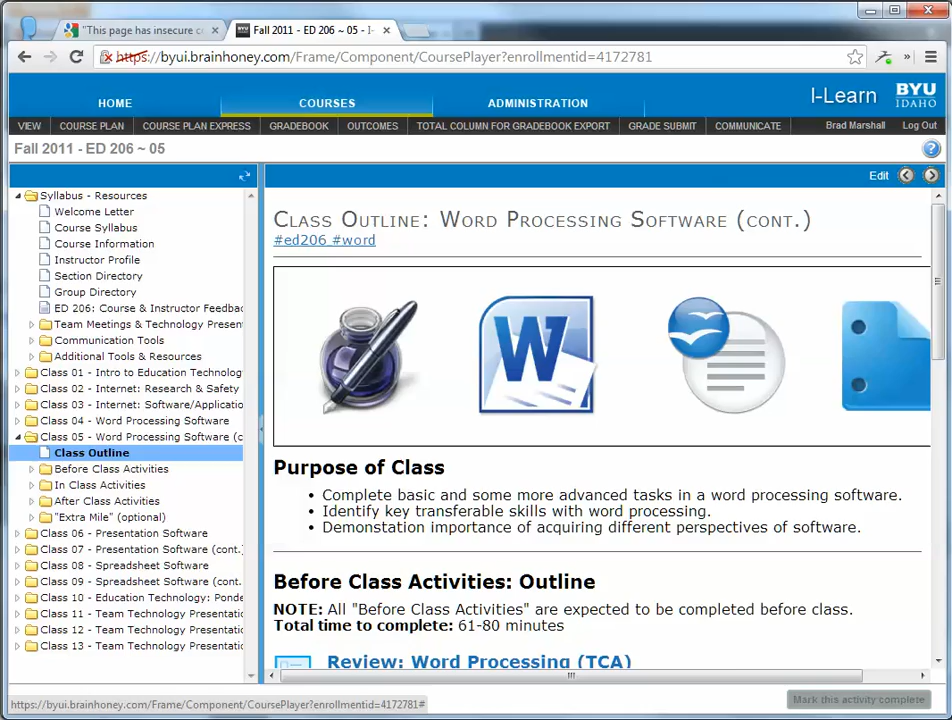 "This page has insecure c
Fall 2011 - ED 206 ~ 05 - I-
https://byui.brainhoney.com/Frame/Component/CoursePlayer?enrollmentid=4172781
HOME
COURSES
ADMINISTRATION
I-Learn
BYU
IDAHO
VIEW
COURSE PLAN
COURSE PLAN EXPRESS
GRADEBOOK
OUTCOMES
TOTAL COLUMN FOR GRADEBOOK EXPORT
GRADE SUBMIT
COMMUNICATE
Brad Marshall
Log Out
Fall 2011 - ED 206 ~ 05
?
Edit
Syllabus - Resources
Welcome Letter
Course Syllabus
Course Information
Instructor Profile
Section Directory
Group Directory
ED 206: Course & Instructor Feedba
Team Meetings & Technology Presen
Communication Tools
Additional Tools & Resources
Class 01 - Intro to Education Technolog
Class 02 - Internet: Research & Safety
Class 03 - Internet: Software/Applicatio
Class 04 - Word Processing Software
Class 05 - Word Processing Software (c
Class Outline
Before Class Activities
In Class Activities
After Class Activities
"Extra Mile" (optional)
Class 06 - Presentation Software
Class 07 - Presentation Software (cont.
Class 08 - Spreadsheet Software
Class 09 - Spreadsheet Software (cont.
Class 10 - Education Technology: Ponde
Class 11 - Team Technology Presentatio
Class 12 - Team Technology Presentatio
Class 13 - Team Technology Presentatio
CLASS OUTLINE: WORD PROCESSING SOFTWARE (CONT.)
#ed206 #word
W
Purpose of Class
• Complete basic and some more advanced tasks in a word processing software.
• Identify key transferable skills with word processing.
• Demonstation importance of acquiring different perspectives of software.
Before Class Activities: Outline
NOTE: All "Before Class Activities" are expected to be completed before class.
Total time to complete: 61-80 minutes
Review: Word Processing (TCA)
https://byui.brainhoney.com/Frame/Component/CoursePlayer?enrollmentid=4172781#
Mark this activity complete